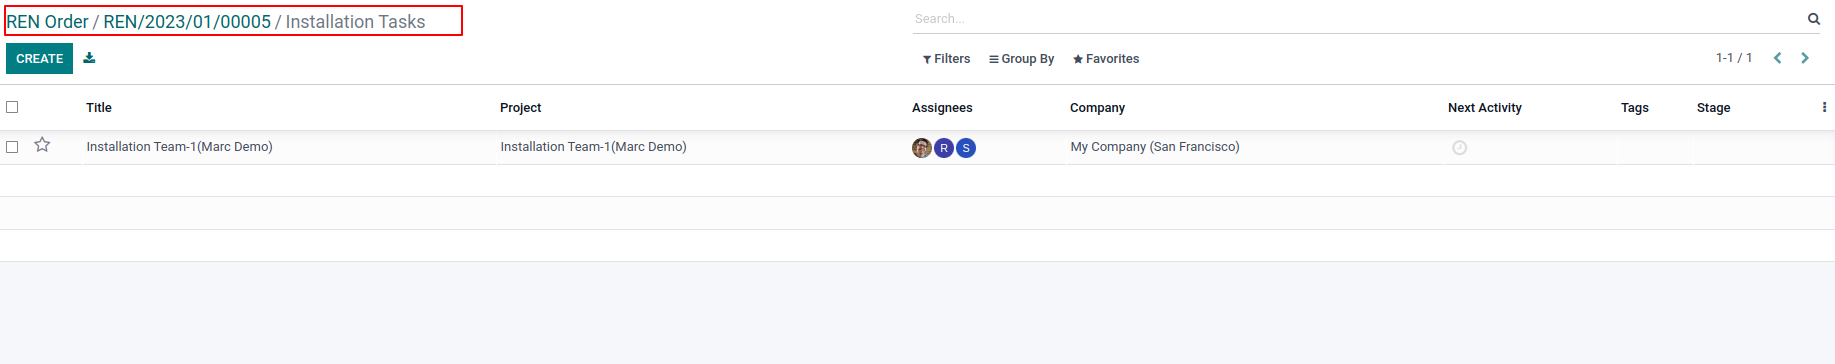 REN Order / REN/2023/01/00005 / Installation Tasks
Search...
CREATE
Filters Group By Favorites
1-1 / 1
Title Project Assignees Company Next Activity Tags Stage
Installation Team-1(Marc Demo) Installation Team-1(Marc Demo) R S My Company (San Francisco)